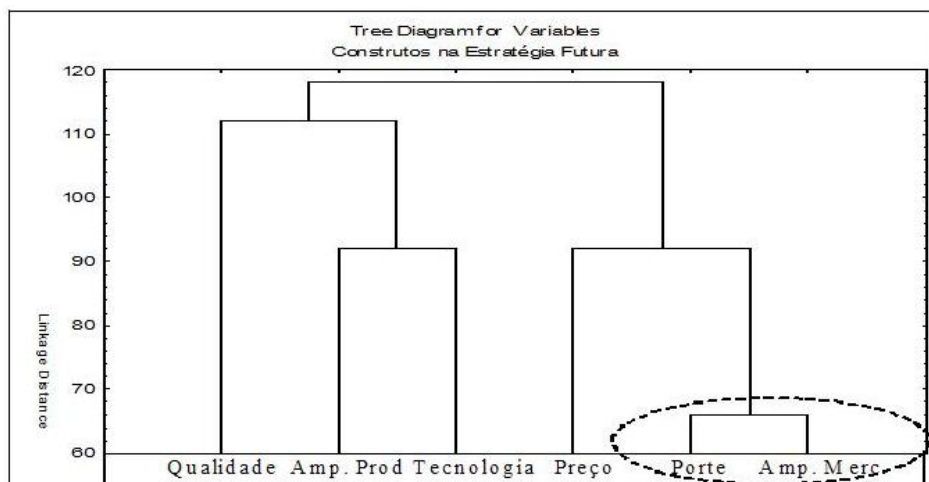 Tree Diagram for Variables
Construtos na Estratégia Futura
120
110
100
90
80
70
60
Linkage Distance
Qualidade Amp. Prod Tecnologia Preço Porte Amp. Merc